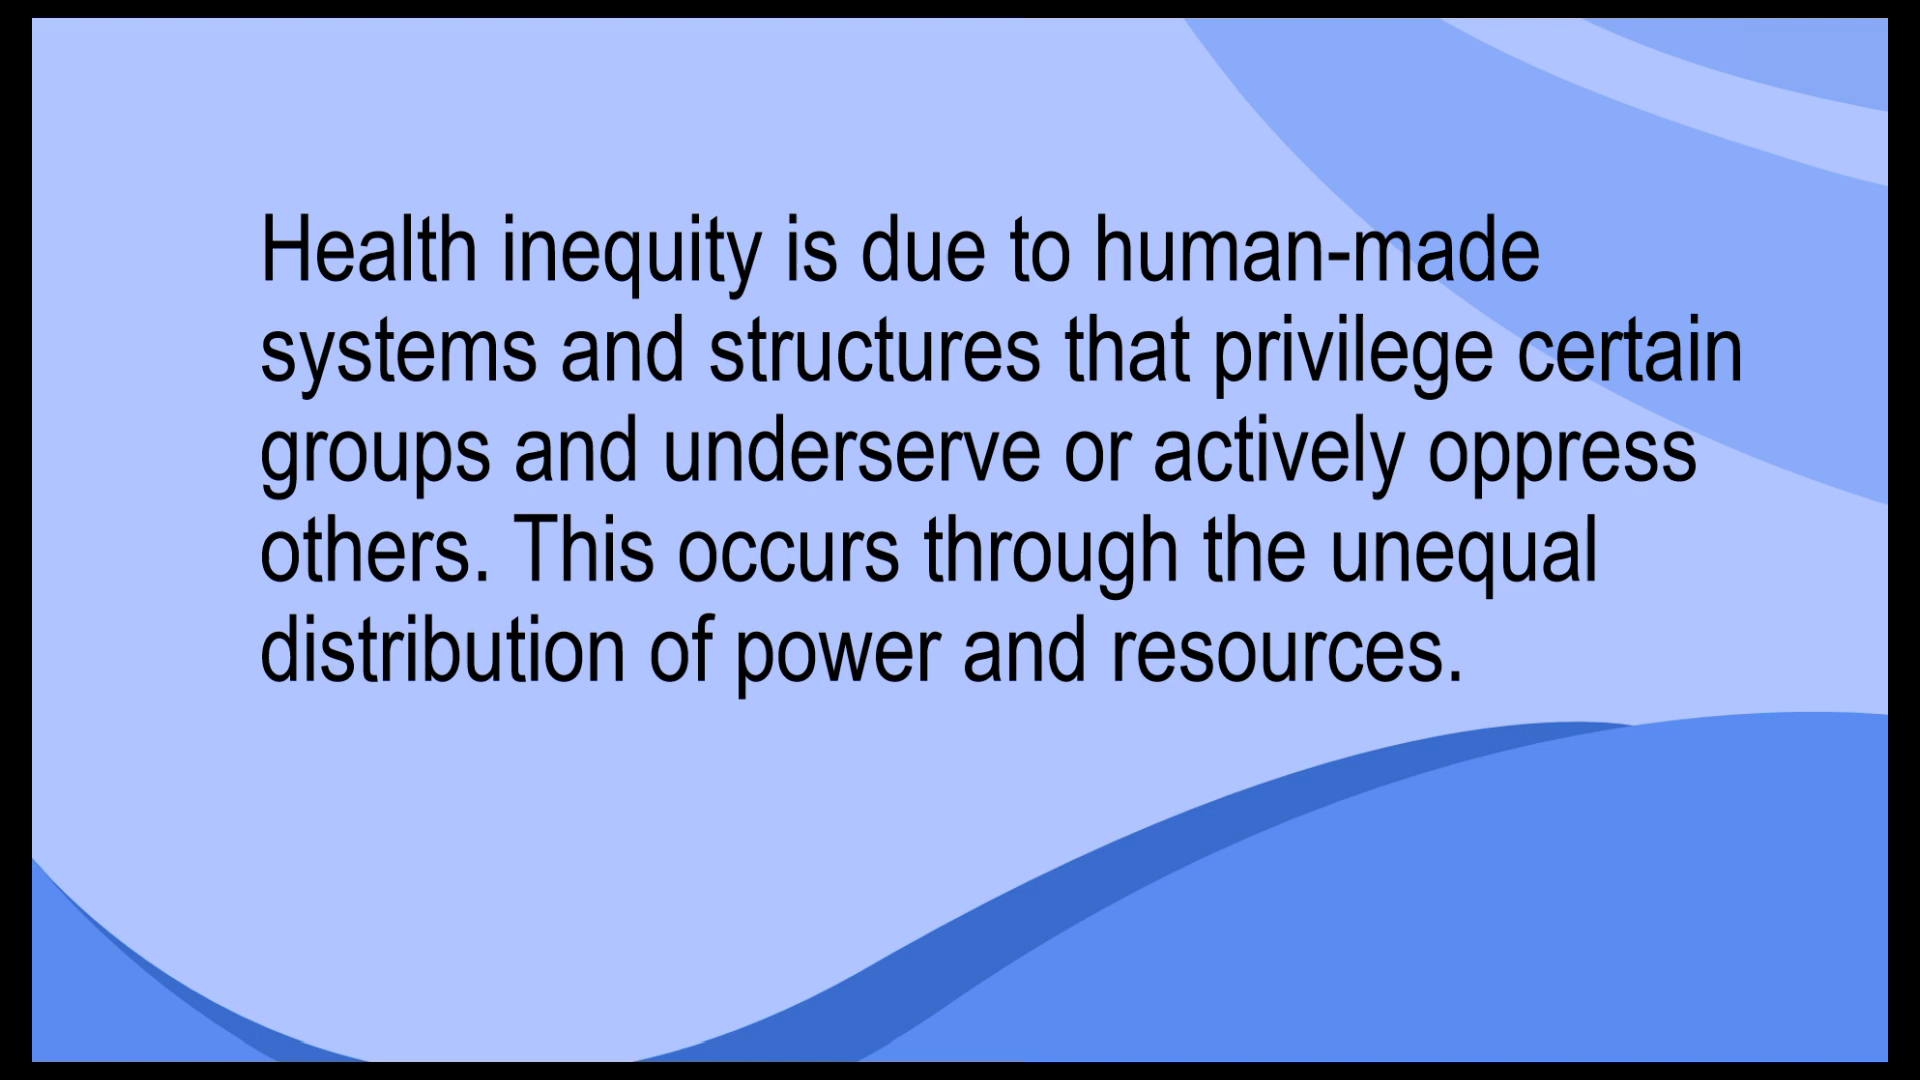 Health inequity is due to human-made
systems and structures that privilege certain
groups and underserve or actively oppress
others. This occurs through the unequal
distribution of power and resources.